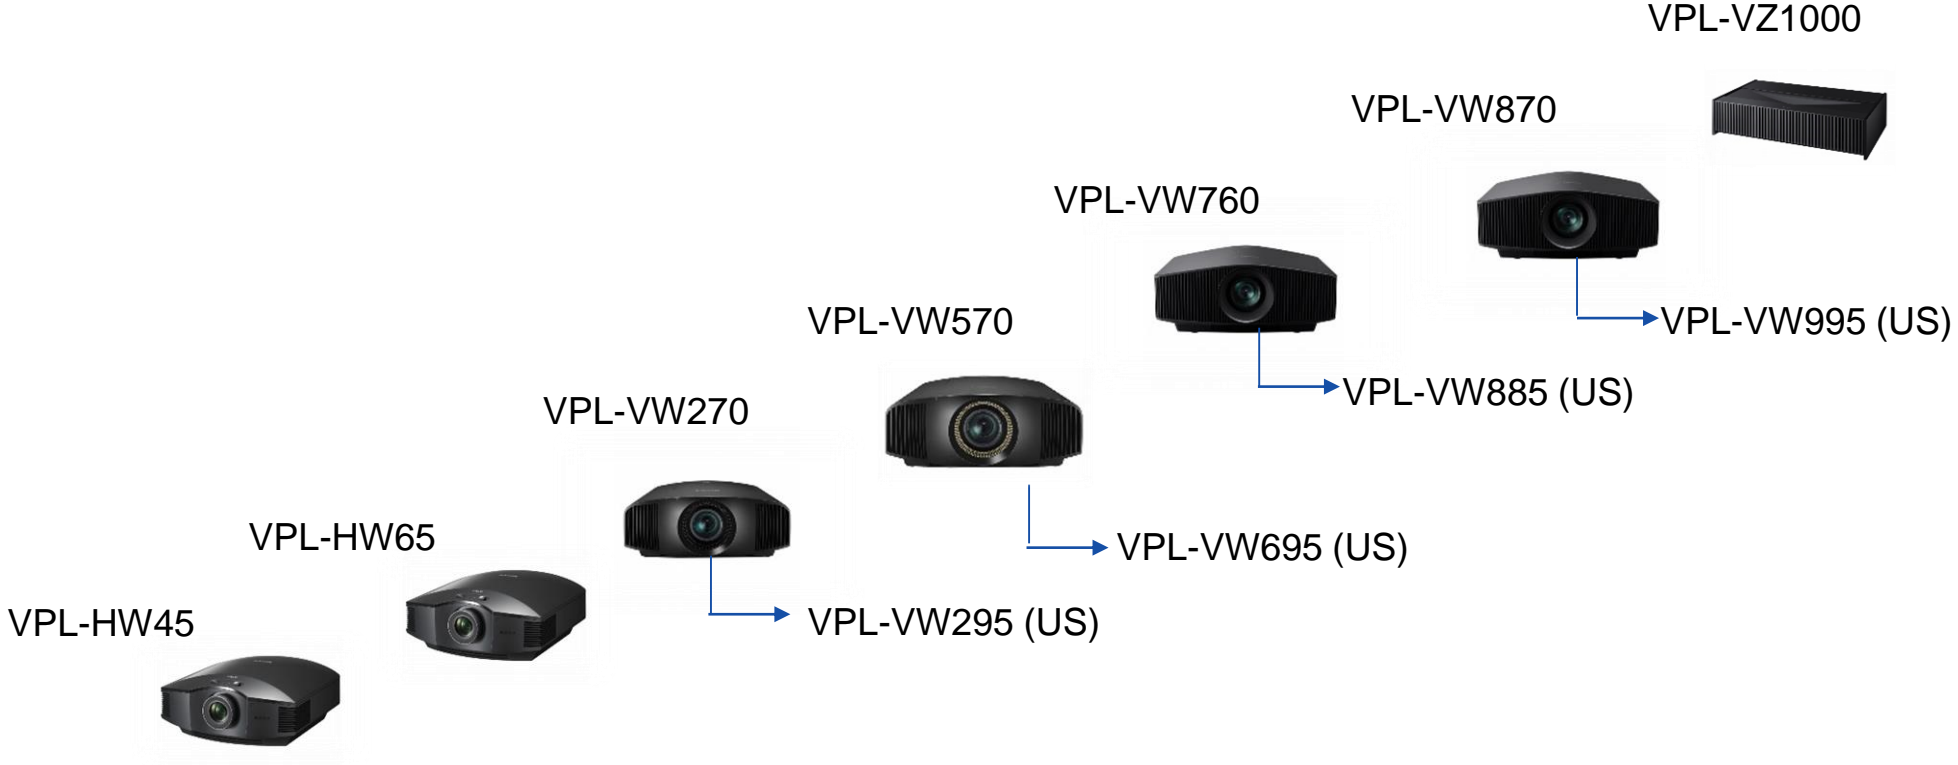 VPL-VZ1000
VPL-VW870
VPL-VW760
VPL-VW570
VPL-VW995 (US)
VPL-VW885 (US)
VPL-VW270
VPL-HW65
VPL-VW695 (US)
VPL-HW45
VPL-VW295 (US)